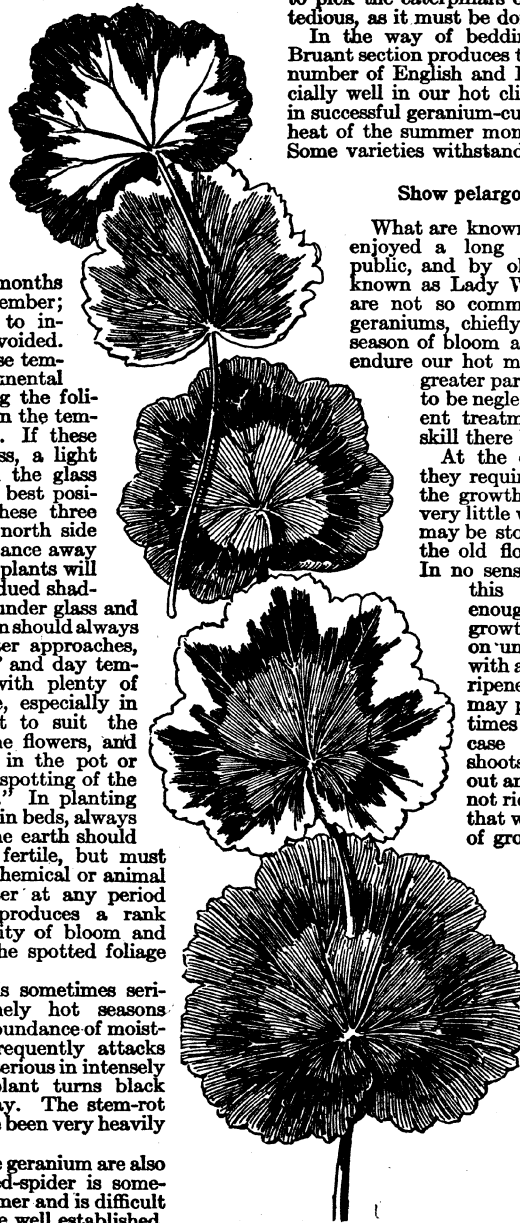 tedious, as it must be do
In the way of beddin
Bruant section produces t
number of English and
cially well in our hot cli
in successful geranium-cu
heat of the summer mon
Some varieties withstand
Show pelargo
What are known
enjoyed a long
public, and by ol
known as Lady W
are not so comm
geraniums, chiefly
season of bloom a
endure our hot m
greater par
to be negle
ent treatm
skill there
At the
they requir
the growth
very little
may be sto
the old flo
In no sens
this
enoug
growt
on un
with a
ripene
may p
times
case
shoots
out an
not ric
that w
of gro
months
ember;
to in-
voided.
se tem-
mental
g the foli-
n the tem-
. If these
ss, a light
the glass
best posi-
hese three
north side
ance away
plants will
dued shad-
under glass and
n should always
er approaches,
and day tem-
with plenty of
e, especially in
t to suit the
he flowers, and
in the pot or
spotting of the
." In planting
in beds, always
he earth should
fertile, but must
hemical or animal
er at any period
produces a rank
ity of bloom and
he spotted foliage
s sometimes seri-
nely hot seasons
oundance of moist-
requently attacks
erious in intensely
plant turns black
ay. The stem-rot
been very heavily
e geranium are also
ed-spider is some-
mer and is difficult
e well established.